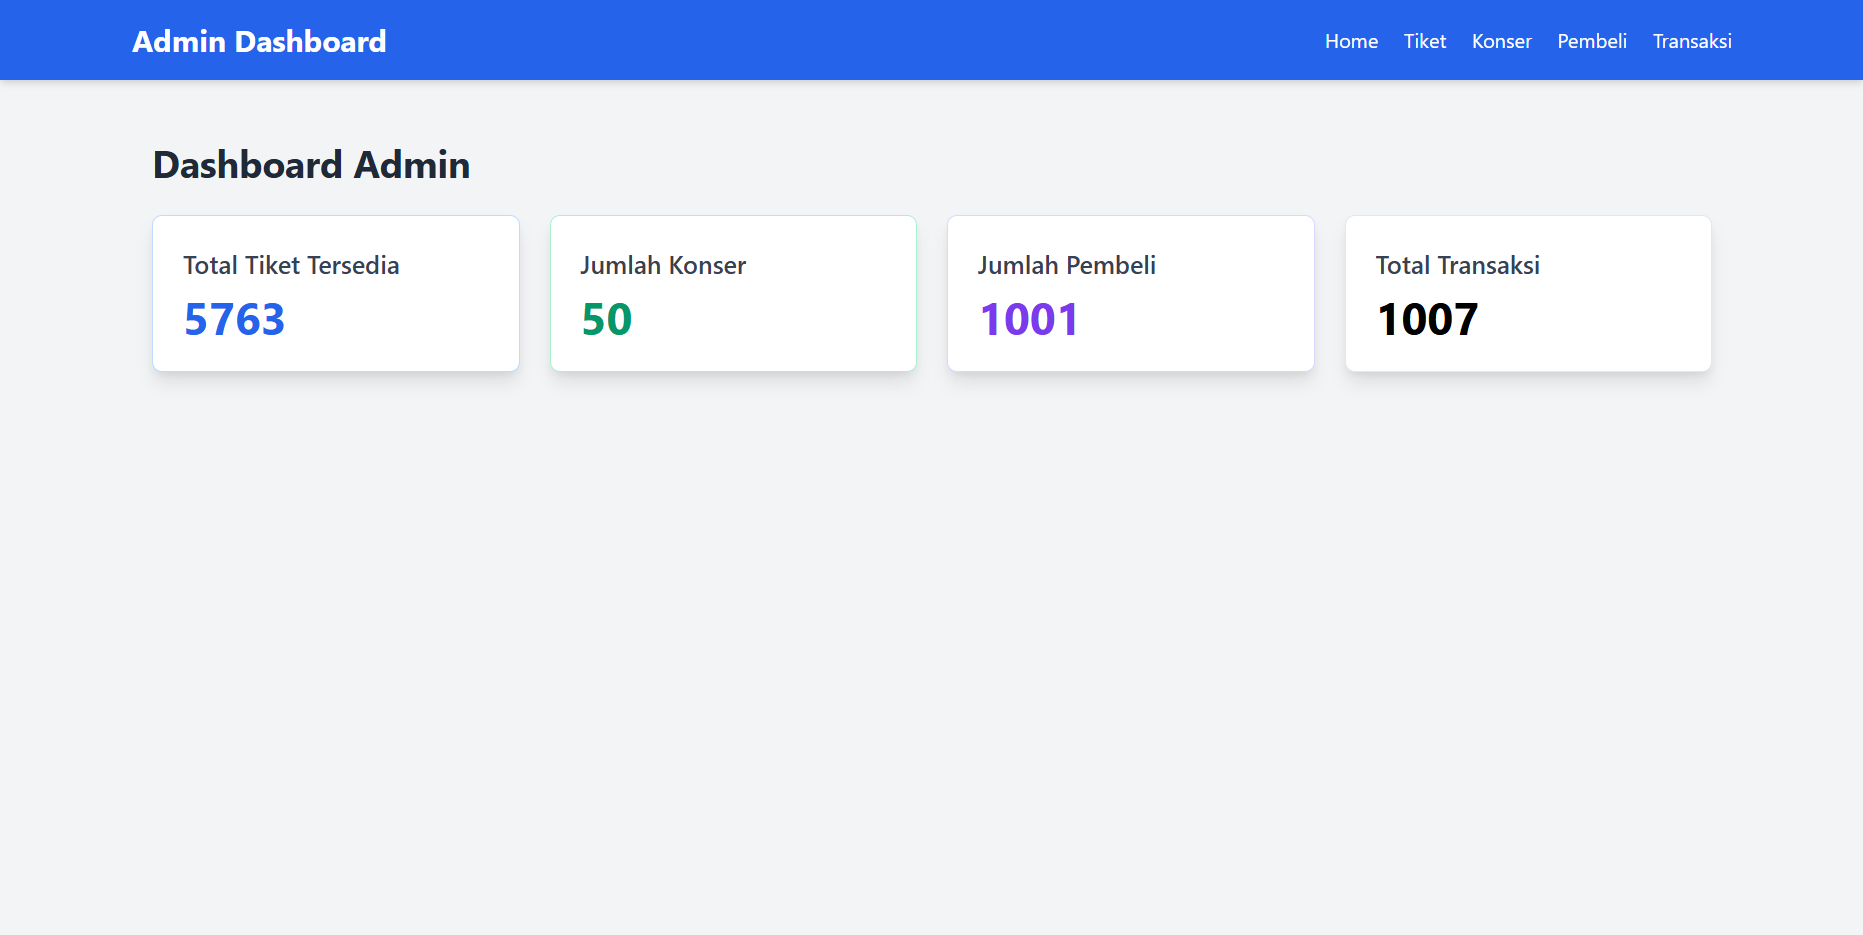 Admin Dashboard
Home Tiket Konser Pembeli Transaksi
Dashboard Admin
Total Tiket Tersedia
5763
Jumlah Konser
50
Jumlah Pembeli
1001
Total Transaksi
1007